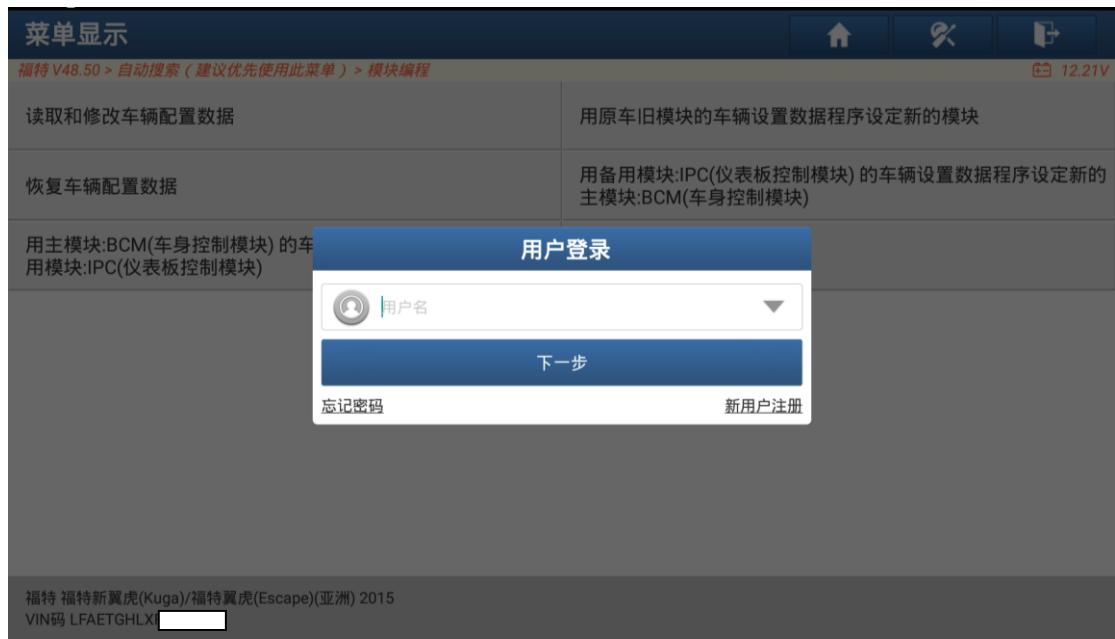 菜单显示
福特 V48.50 > 自动搜索 ( 建议优先使用此菜单 ) > 模块编程
12.21V
读取和修改车辆配置数据
用原车旧模块的车辆设置数据程序设定新的模块
恢复车辆配置数据
用备用模块:IPC(仪表板控制模块) 的车辆设置数据程序设定新的
主模块:BCM(车身控制模块)
用主模块:BCM(车身控制模块) 的车
用模块:IPC(仪表板控制模块)
用户登录
用户名
下一步
忘记密码
新用户注册
福特 福特新翼虎(Kuga)/福特翼虎(Escape)(亚洲) 2015
VIN码 LFAETGHLX